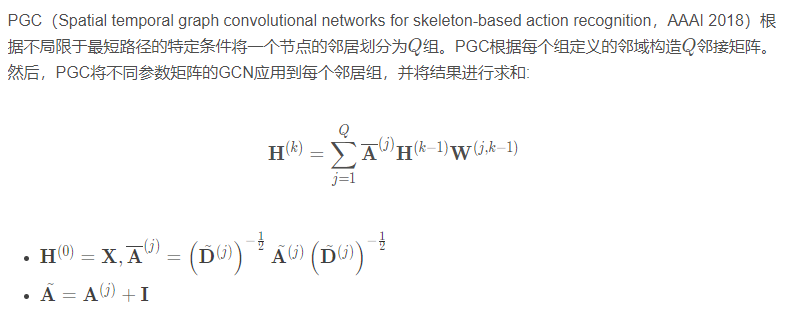 PGC（Spatial temporal graph convolutional networks for skeleton-based action recognition，AAAI 2018）根
据不局限于最短路径的特定条件将一个节点的邻居划分为Q组。PGC根据每个组定义的邻域构造Q邻接矩阵。
然后，PGC将不同参数矩阵的GCN应用到每个邻居组，并将结果进行求和:
$\mathbf{H}^{(k)} = \sum_{j=1}^{Q} \overline{\mathbf{A}}^{(j)} \mathbf{H}^{(k-1)} \mathbf{W}^{(j,k-1)}$
• $\mathbf{H}^{(0)} = \mathbf{X}, \overline{\mathbf{A}}^{(j)} = \left(\tilde{\mathbf{D}}^{(j)}\right)^{-\frac{1}{2}} \tilde{\mathbf{A}}^{(j)} \left(\tilde{\mathbf{D}}^{(j)}\right)^{-\frac{1}{2}}$
• $\tilde{\mathbf{A}} = \mathbf{A}^{(j)} + \mathbf{I}$